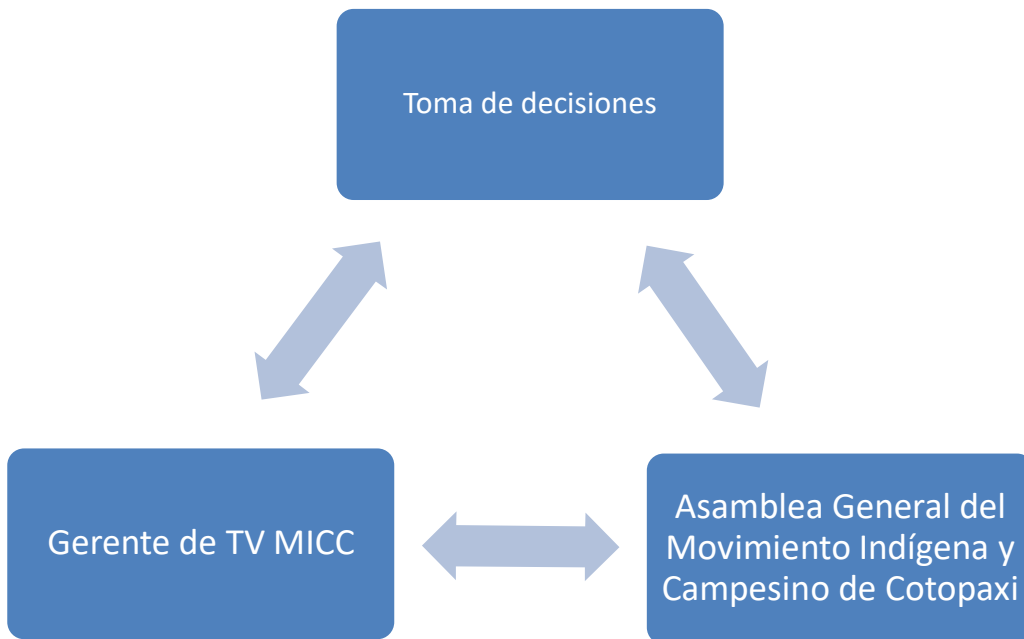 Toma de decisiones
Gerente de TV MICC
Asamblea General del
Movimiento Indígena y
Campesino de Cotopaxi